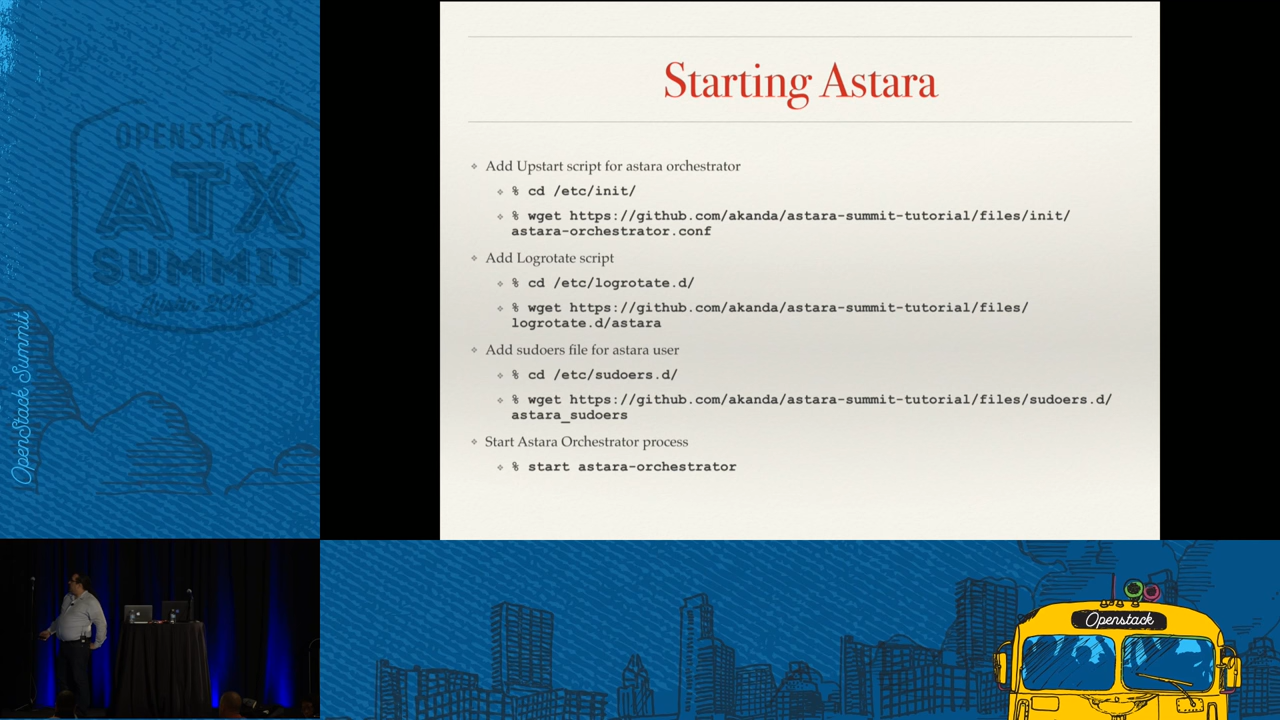 OPENSTACK
ATX
SUMMIT
Austin 2016
OpenStack Summit
Starting Astara
Add Upstart script for astara orchestrator
% cd /etc/init/
% wget https://github.com/akanda/astara-summit-tutorial/files/init/
astara-orchestrator.conf
Add Logrotate script
% cd /etc/logrotate.d/
% wget https://github.com/akanda/astara-summit-tutorial/files/
logrotate.d/astara
Add sudoers file for astara user
% cd /etc/sudoers.d/
% wget https://github.com/akanda/astara-summit-tutorial/files/sudoers.d/
astara_sudoers
Start Astara Orchestrator process
% start astara-orchestrator
Openstack